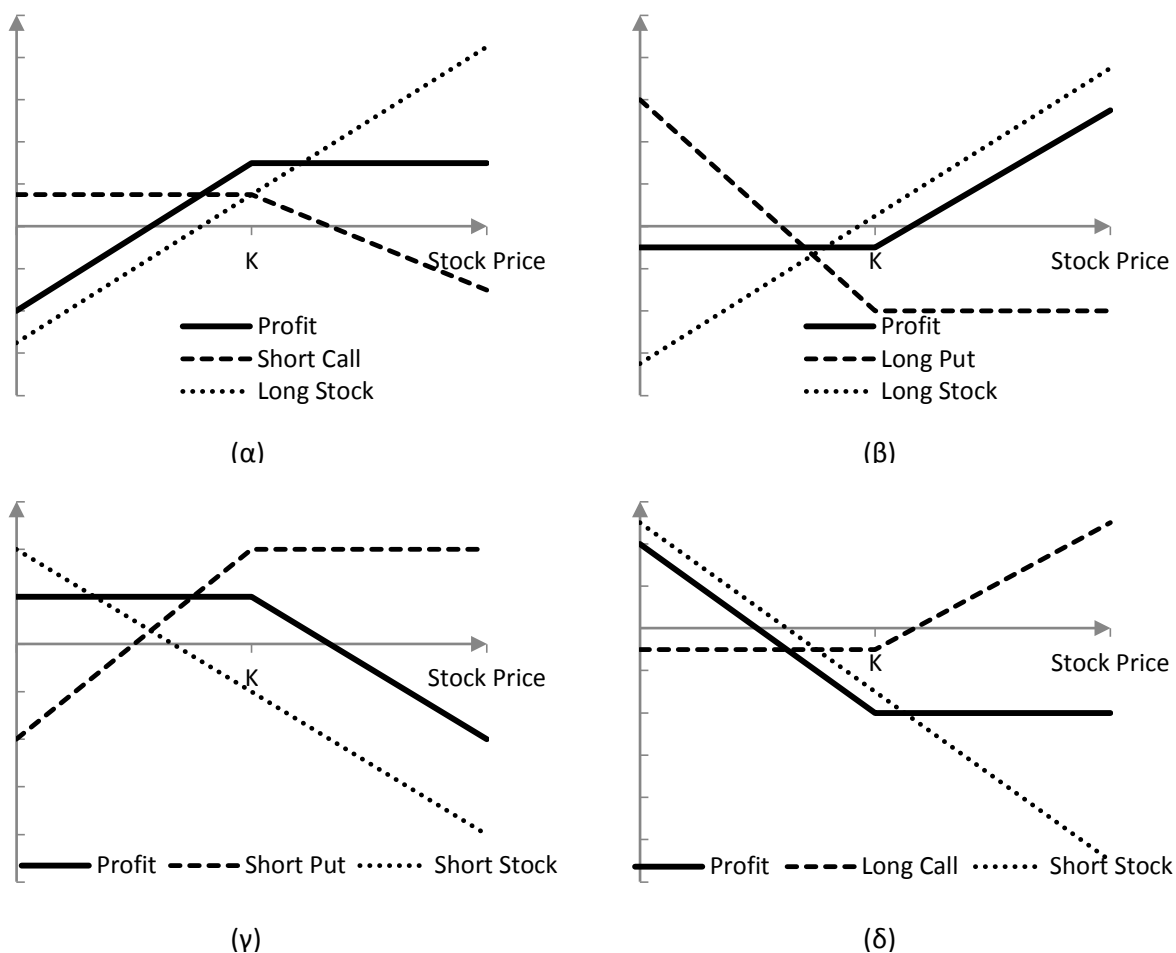 K
Stock Price
Profit
Short Call
Long Stock
(α)
K
Stock Price
Profit
Long Put
Long Stock
(β)
K
Stock Price
Profit Short Put Short Stock
(γ)
K
Stock Price
Profit Long Call Short Stock
(δ)